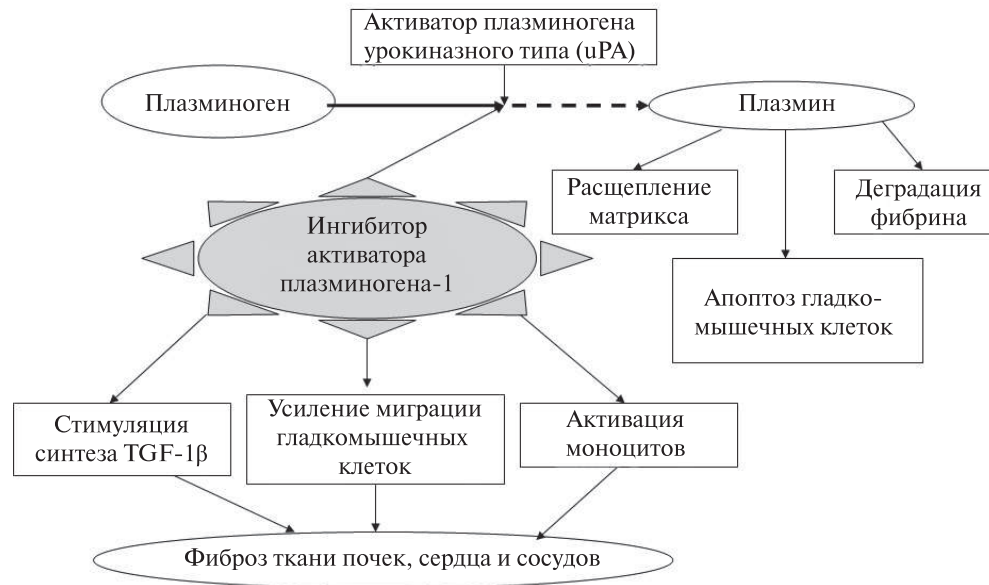 Активатор плазминогена
урокиназного типа (uPA)
Плазминоген
Плазмин
Расщепление
матрикса
Деградация
фибрина
Ингибитор
активатора
плазминогена-1
Апоптоз гладко-
мышечных клеток
Стимуляция
синтеза TGF-1β
Усиление миграции
гладкомышечных
клеток
Активация
моноцитов
Фиброз ткани почек, сердца и сосудов